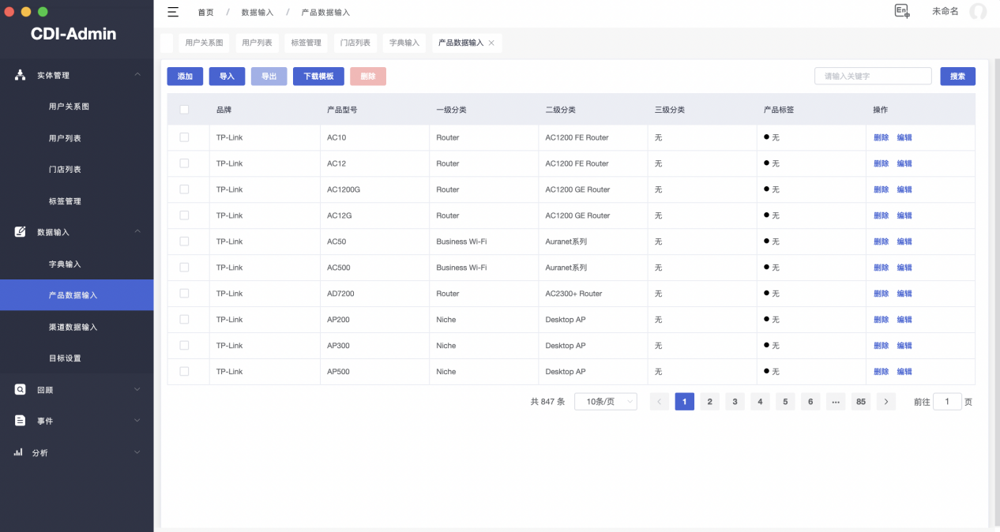 CDI-Admin
实体管理
用户关系图
用户列表
门店列表
标签管理
数据输入
字典输入
产品数据输入
渠道数据输入
目标设置
回顾
事件
分析
首页 / 数据输入 / 产品数据输入
En 中 未命名
用户关系图 用户列表 标签管理 门店列表 字典输入 产品数据输入 ×
添加 导入 导出 下载模板 删除 请输入关键字 搜索
品牌 产品型号 一级分类 二级分类 三级分类 产品标签 操作
TP-Link AC10 Router AC1200 FE Router 无 ● 无 删除 编辑
TP-Link AC12 Router AC1200 FE Router 无 ● 无 删除 编辑
TP-Link AC1200G Router AC1200 GE Router 无 ● 无 删除 编辑
TP-Link AC12G Router AC1200 GE Router 无 ● 无 删除 编辑
TP-Link AC50 Business Wi-Fi Auranet系列 无 ● 无 删除 编辑
TP-Link AC500 Business Wi-Fi Auranet系列 无 ● 无 删除 编辑
TP-Link AD7200 Router AC2300+ Router 无 ● 无 删除 编辑
TP-Link AP200 Niche Desktop AP 无 ● 无 删除 编辑
TP-Link AP300 Niche Desktop AP 无 ● 无 删除 编辑
TP-Link AP500 Niche Desktop AP 无 ● 无 删除 编辑
共 847 条 10条/页 < 1 2 3 4 5 6 ··· 85 > 前往 1 页